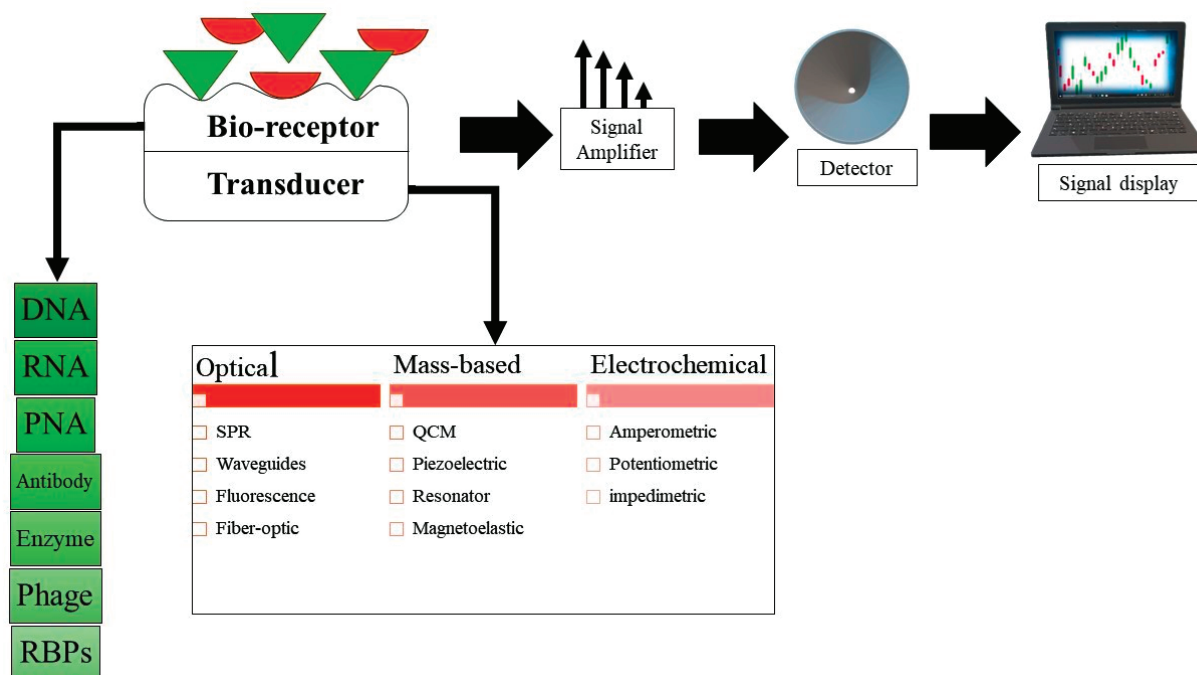 Bio-receptor
Transducer
Signal
Amplifier
Detector
Signal display
DNA
RNA
PNA
Antibody
Enzyme
Phage
RBPs
Optical
SPR
Waveguides
Fluorescence
Fiber-optic
Mass-based
QCM
Piezoelectric
Resonator
Magnetoelastic
Electrochemical
Amperometric
Potentiometric
impedimetric